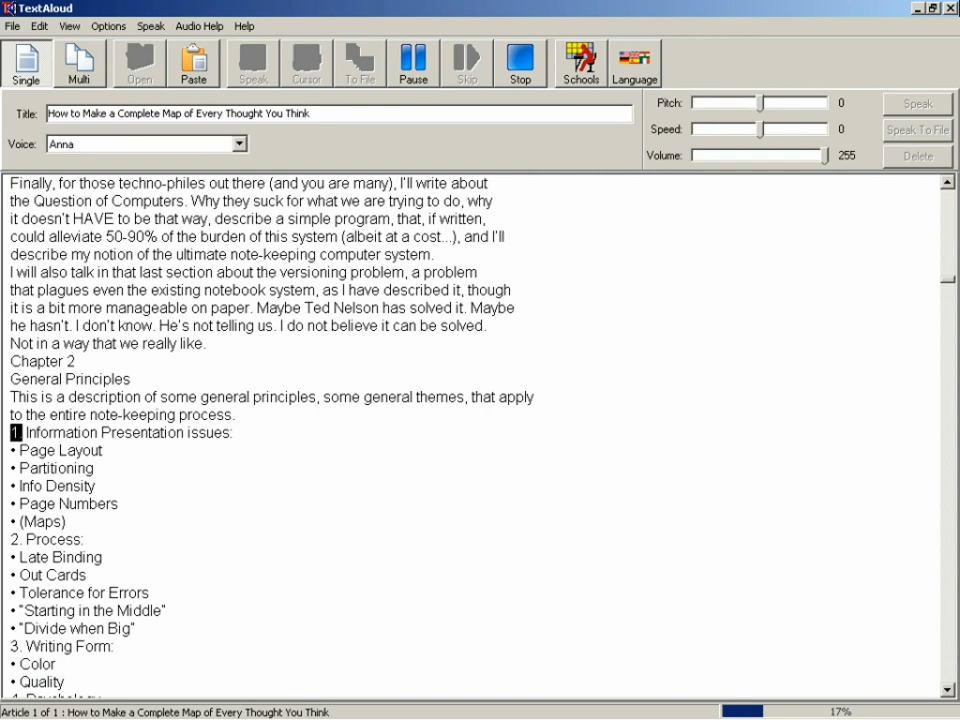 TextAloud
File Edit View Options Speak Audio Help Help
Single Multi Open Paste Speak Cursor To File Pause Skip Stop Schools Language
Title: How to Make a Complete Map of Every Thought You Think
Voice: Anna
Pitch: 0 Speak
Speed: 0 Speak To File
Volume: 255 Delete
Finally, for those techno-philes out there (and you are many), I'll write about
the Question of Computers. Why they suck for what we are trying to do, why
it doesn't HAVE to be that way, describe a simple program, that, if written,
could alleviate 50-90% of the burden of this system (albeit at a cost...), and I'll
describe my notion of the ultimate note-keeping computer system.
I will also talk in that last section about the versioning problem, a problem
that plagues even the existing notebook system, as I have described it, though
it is a bit more manageable on paper. Maybe Ted Nelson has solved it. Maybe
he hasn't. I don't know. He's not telling us. I do not believe it can be solved.
Not in a way that we really like.
Chapter 2
General Principles
This is a description of some general principles, some general themes, that apply
to the entire note-keeping process.
1. Information Presentation issues:
• Page Layout
• Partitioning
• Info Density
• Page Numbers
• (Maps)
2. Process:
• Late Binding
• Out Cards
• Tolerance for Errors
• "Starting in the Middle"
• "Divide when Big"
3. Writing Form:
• Color
• Quality
4. Psychology
Article 1 of 1 : How to Make a Complete Map of Every Thought You Think 17%